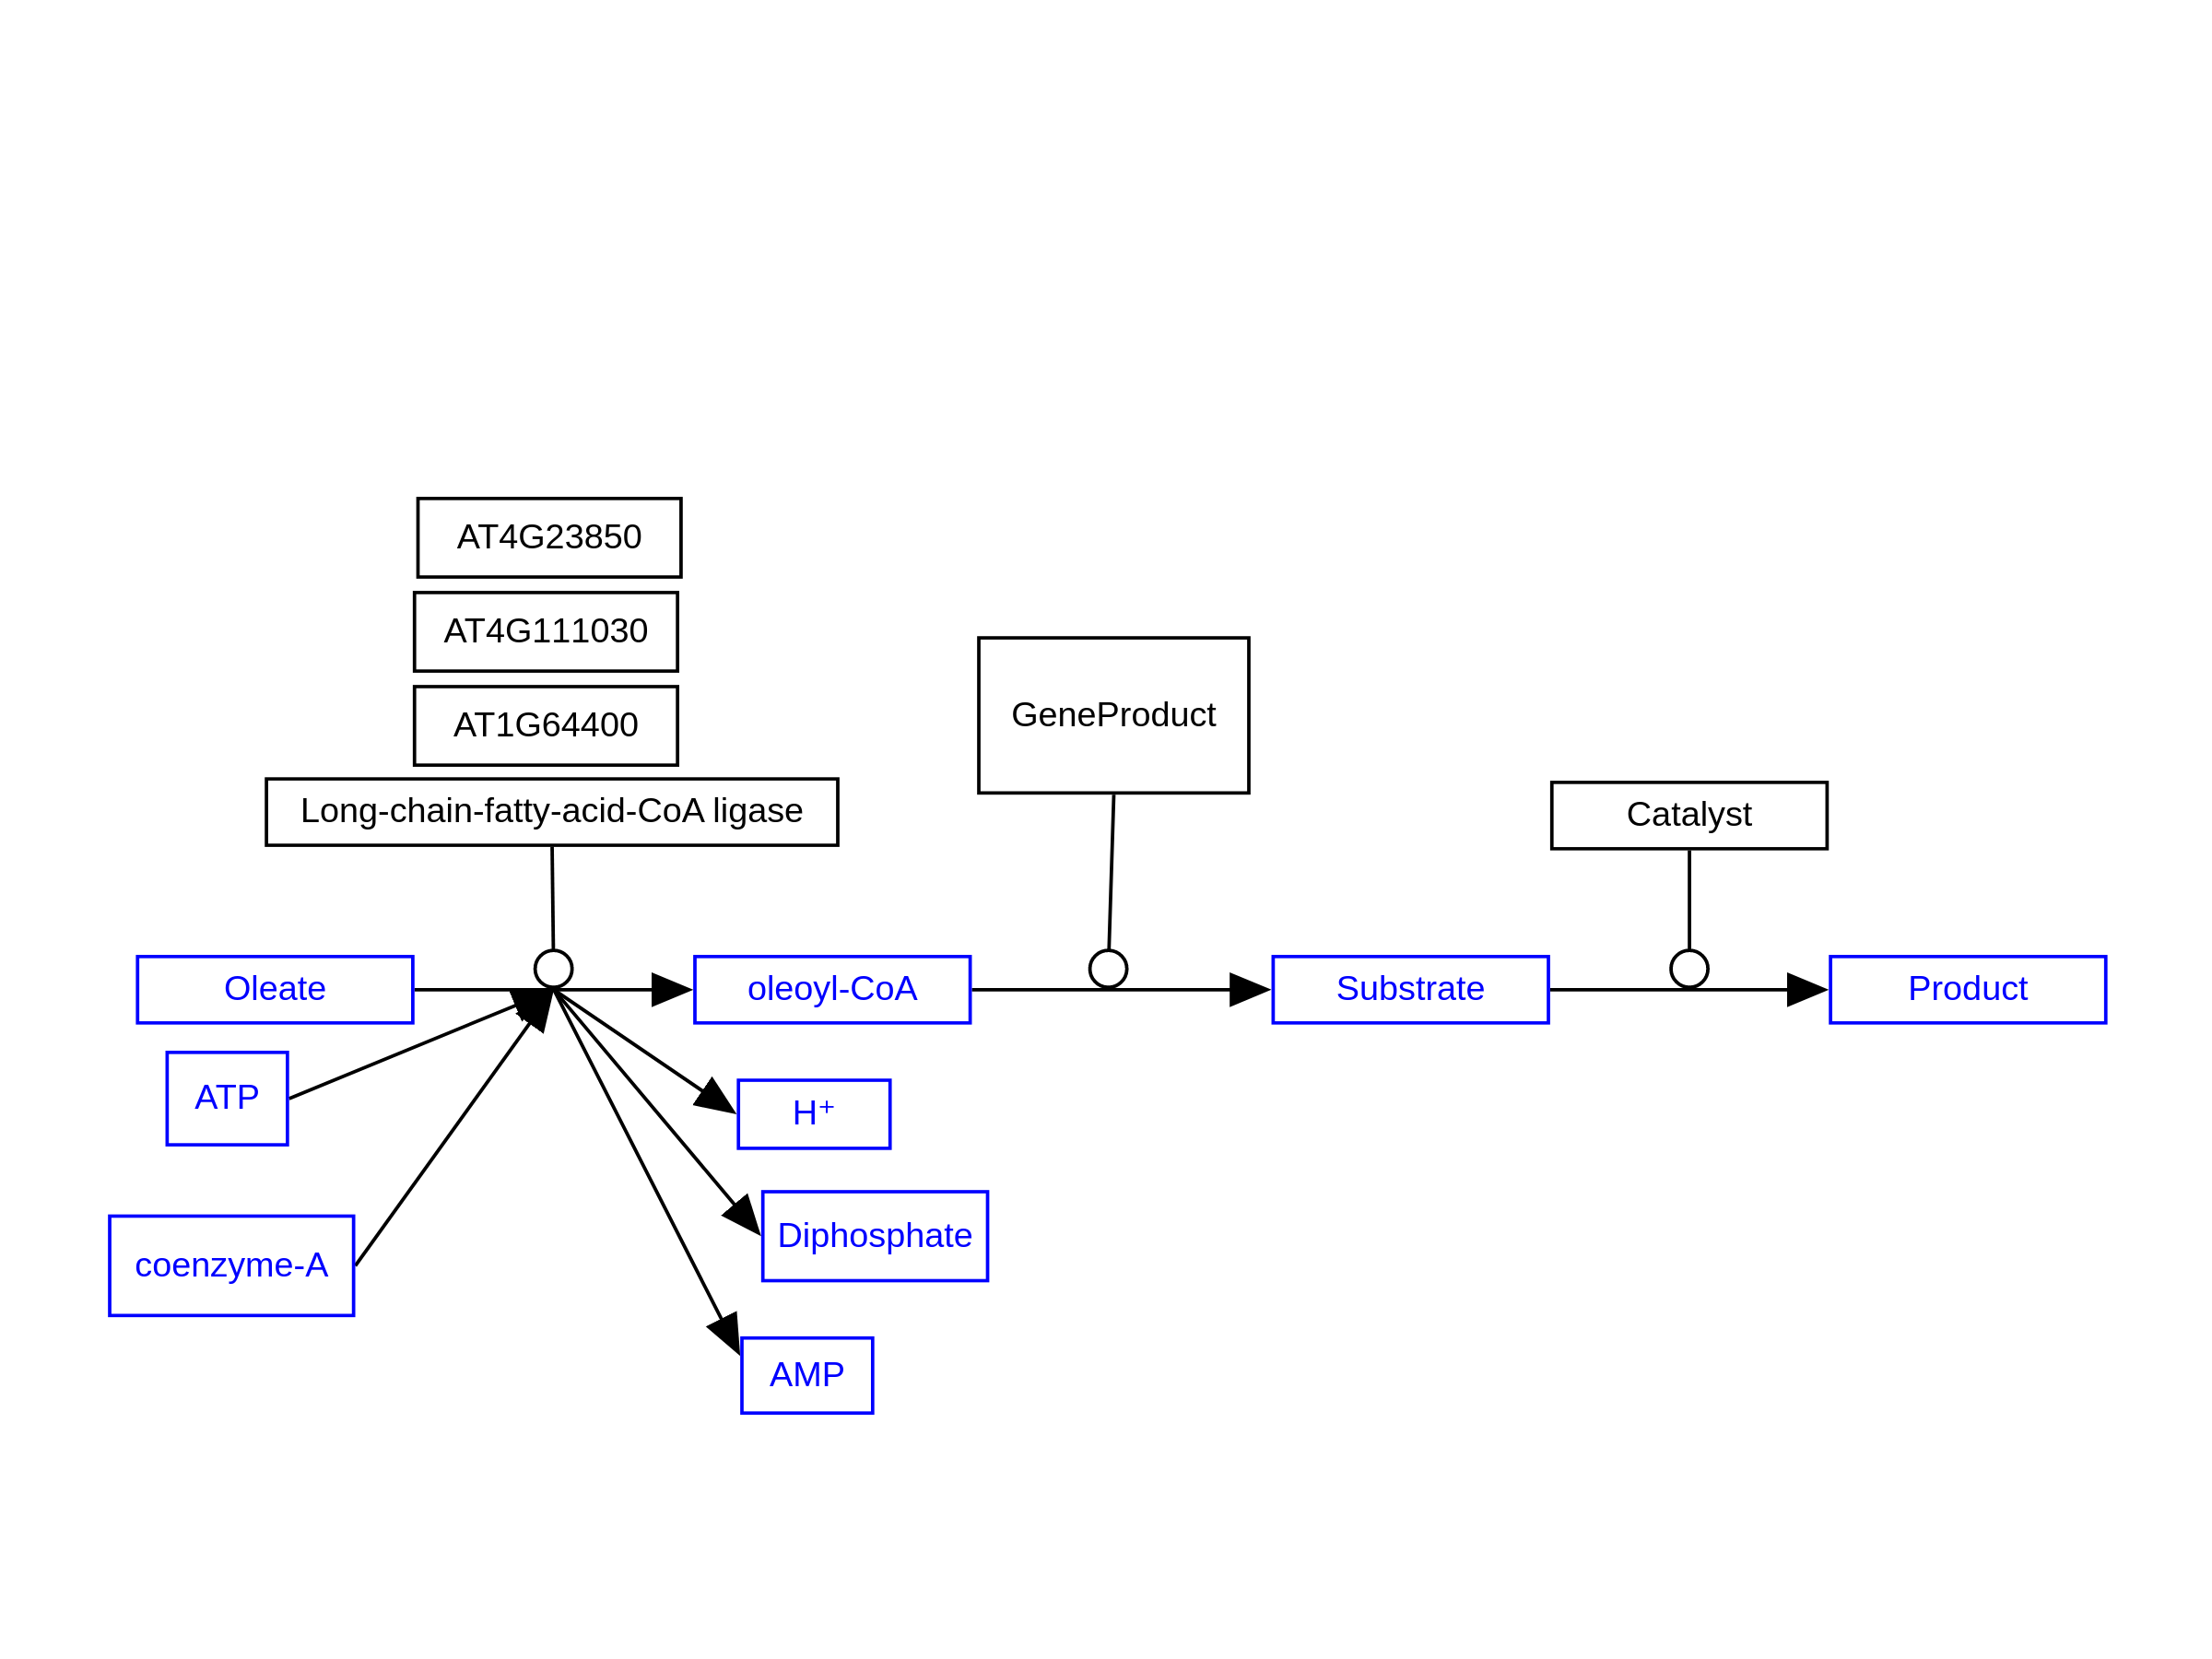 AT4G23850
AT4G111030
AT1G64400
GeneProduct
Long-chain-fatty-acid-CoA ligase
Catalyst
Oleate
oleoyl-CoA
Substrate
Product
ATP
H⁺
Diphosphate
coenzyme-A
AMP